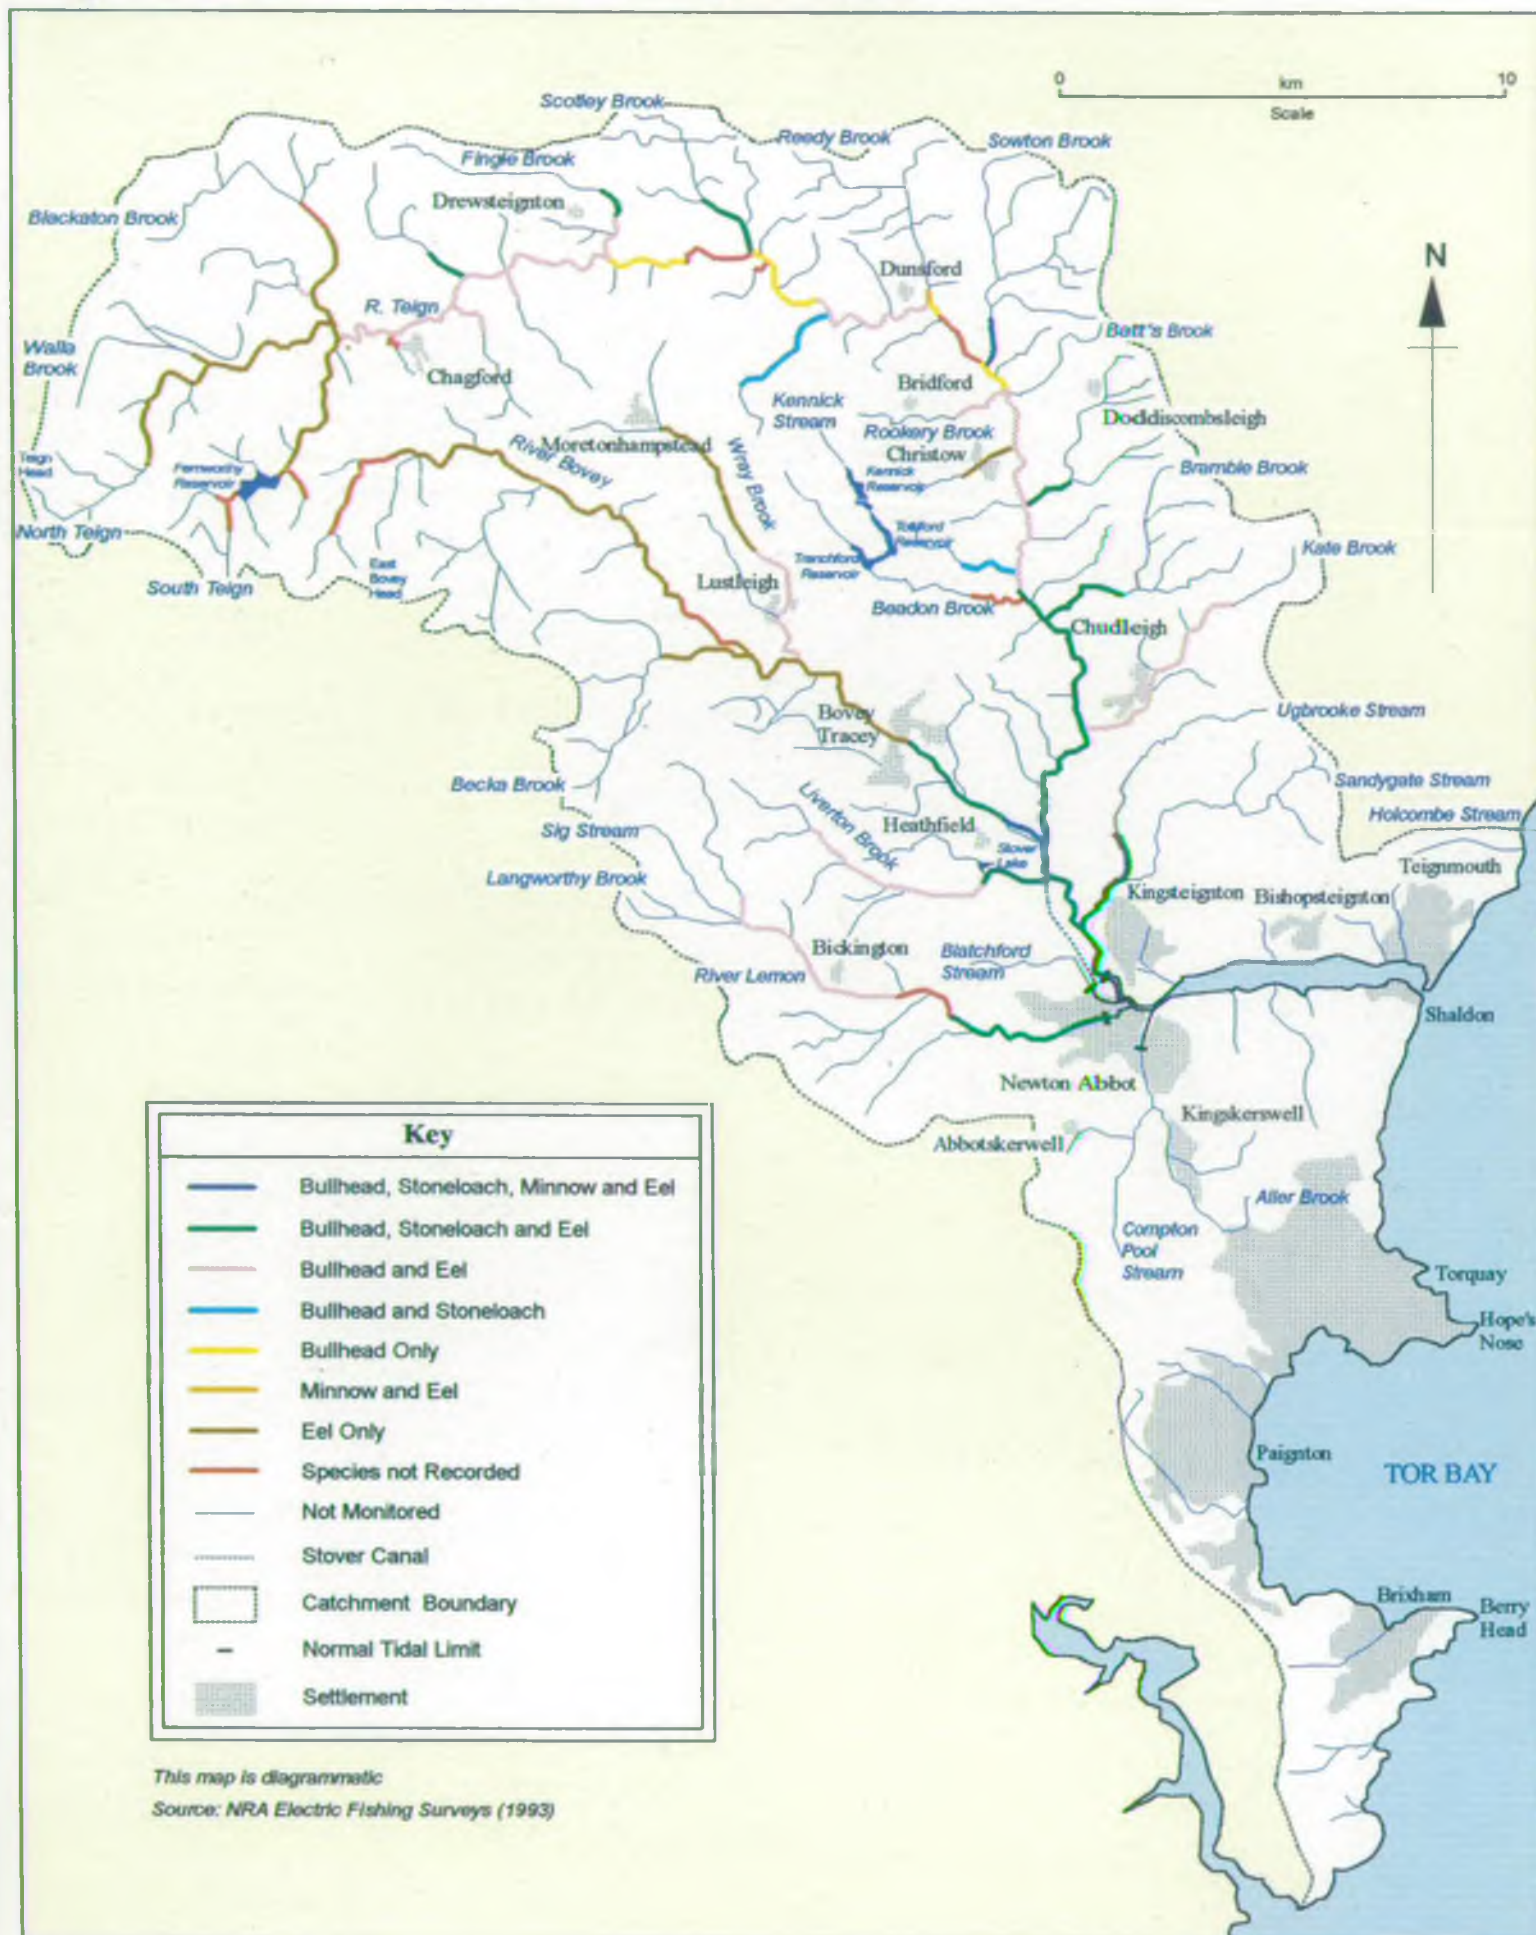 0
km
10
Scale
Scotley Brook
Reedy Brook
Sowton Brook
Fingle Brook
Drewsteignton
Blackaton Brook
N
Dunsford
R. Teign
Batt's Brook
Walla
Brook
Chagford
Bridford
Kennick
Stream
Doddiscombsleigh
Rookery Brook
Moretonhampstead
River Bovey
Wray Brook
Christow
Teign
Head
Fernworthy
Reservoir
Kennick
Reservoir
Bramble Brook
North Teign
Tottiford
Reservoir
Kate Brook
Trenchford
Reservoir
East
Bovey
Head
South Teign
Lustleigh
Beadon Brook
Chudleigh
Bovey
Tracey
Ugbrooke Stream
Becka Brook
Sandygate Stream
Liverton Brook
Holcombe Stream
Sig Stream
Heathfield
Stover
Lake
Teignmouth
Langworthy Brook
Kingsteignton
Bishopsteignton
Bickington
Blatchford
Stream
River Lemon
Shaldon
Newton Abbot
Kingskerswell
Abbotskerwell
Aller Brook
Compton
Pool
Stream
Torquay
Hope's
Nose
Paignton
TOR BAY
Brixham
Berry
Head
Key
Bullhead, Stoneloach, Minnow and Eel
Bullhead, Stoneloach and Eel
Bullhead and Eel
Bullhead and Stoneloach
Bullhead Only
Minnow and Eel
Eel Only
Species not Recorded
Not Monitored
Stover Canal
Catchment Boundary
Normal Tidal Limit
Settlement
This map is diagrammatic
Source: NRA Electric Fishing Surveys (1993)